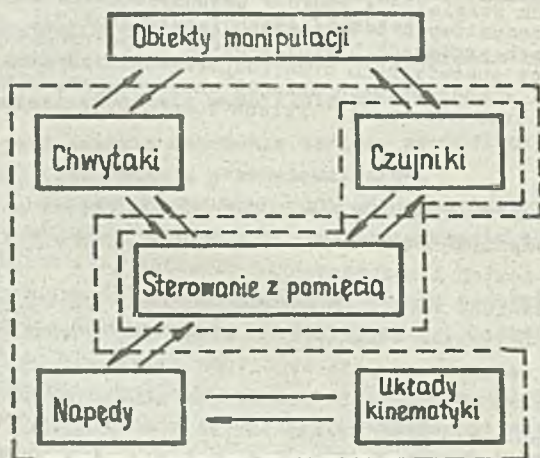 Obiekty manipulacji
Chwytaki
Czujniki
Sterowanie z pamięcią
Napędy
Układy
kinematyki